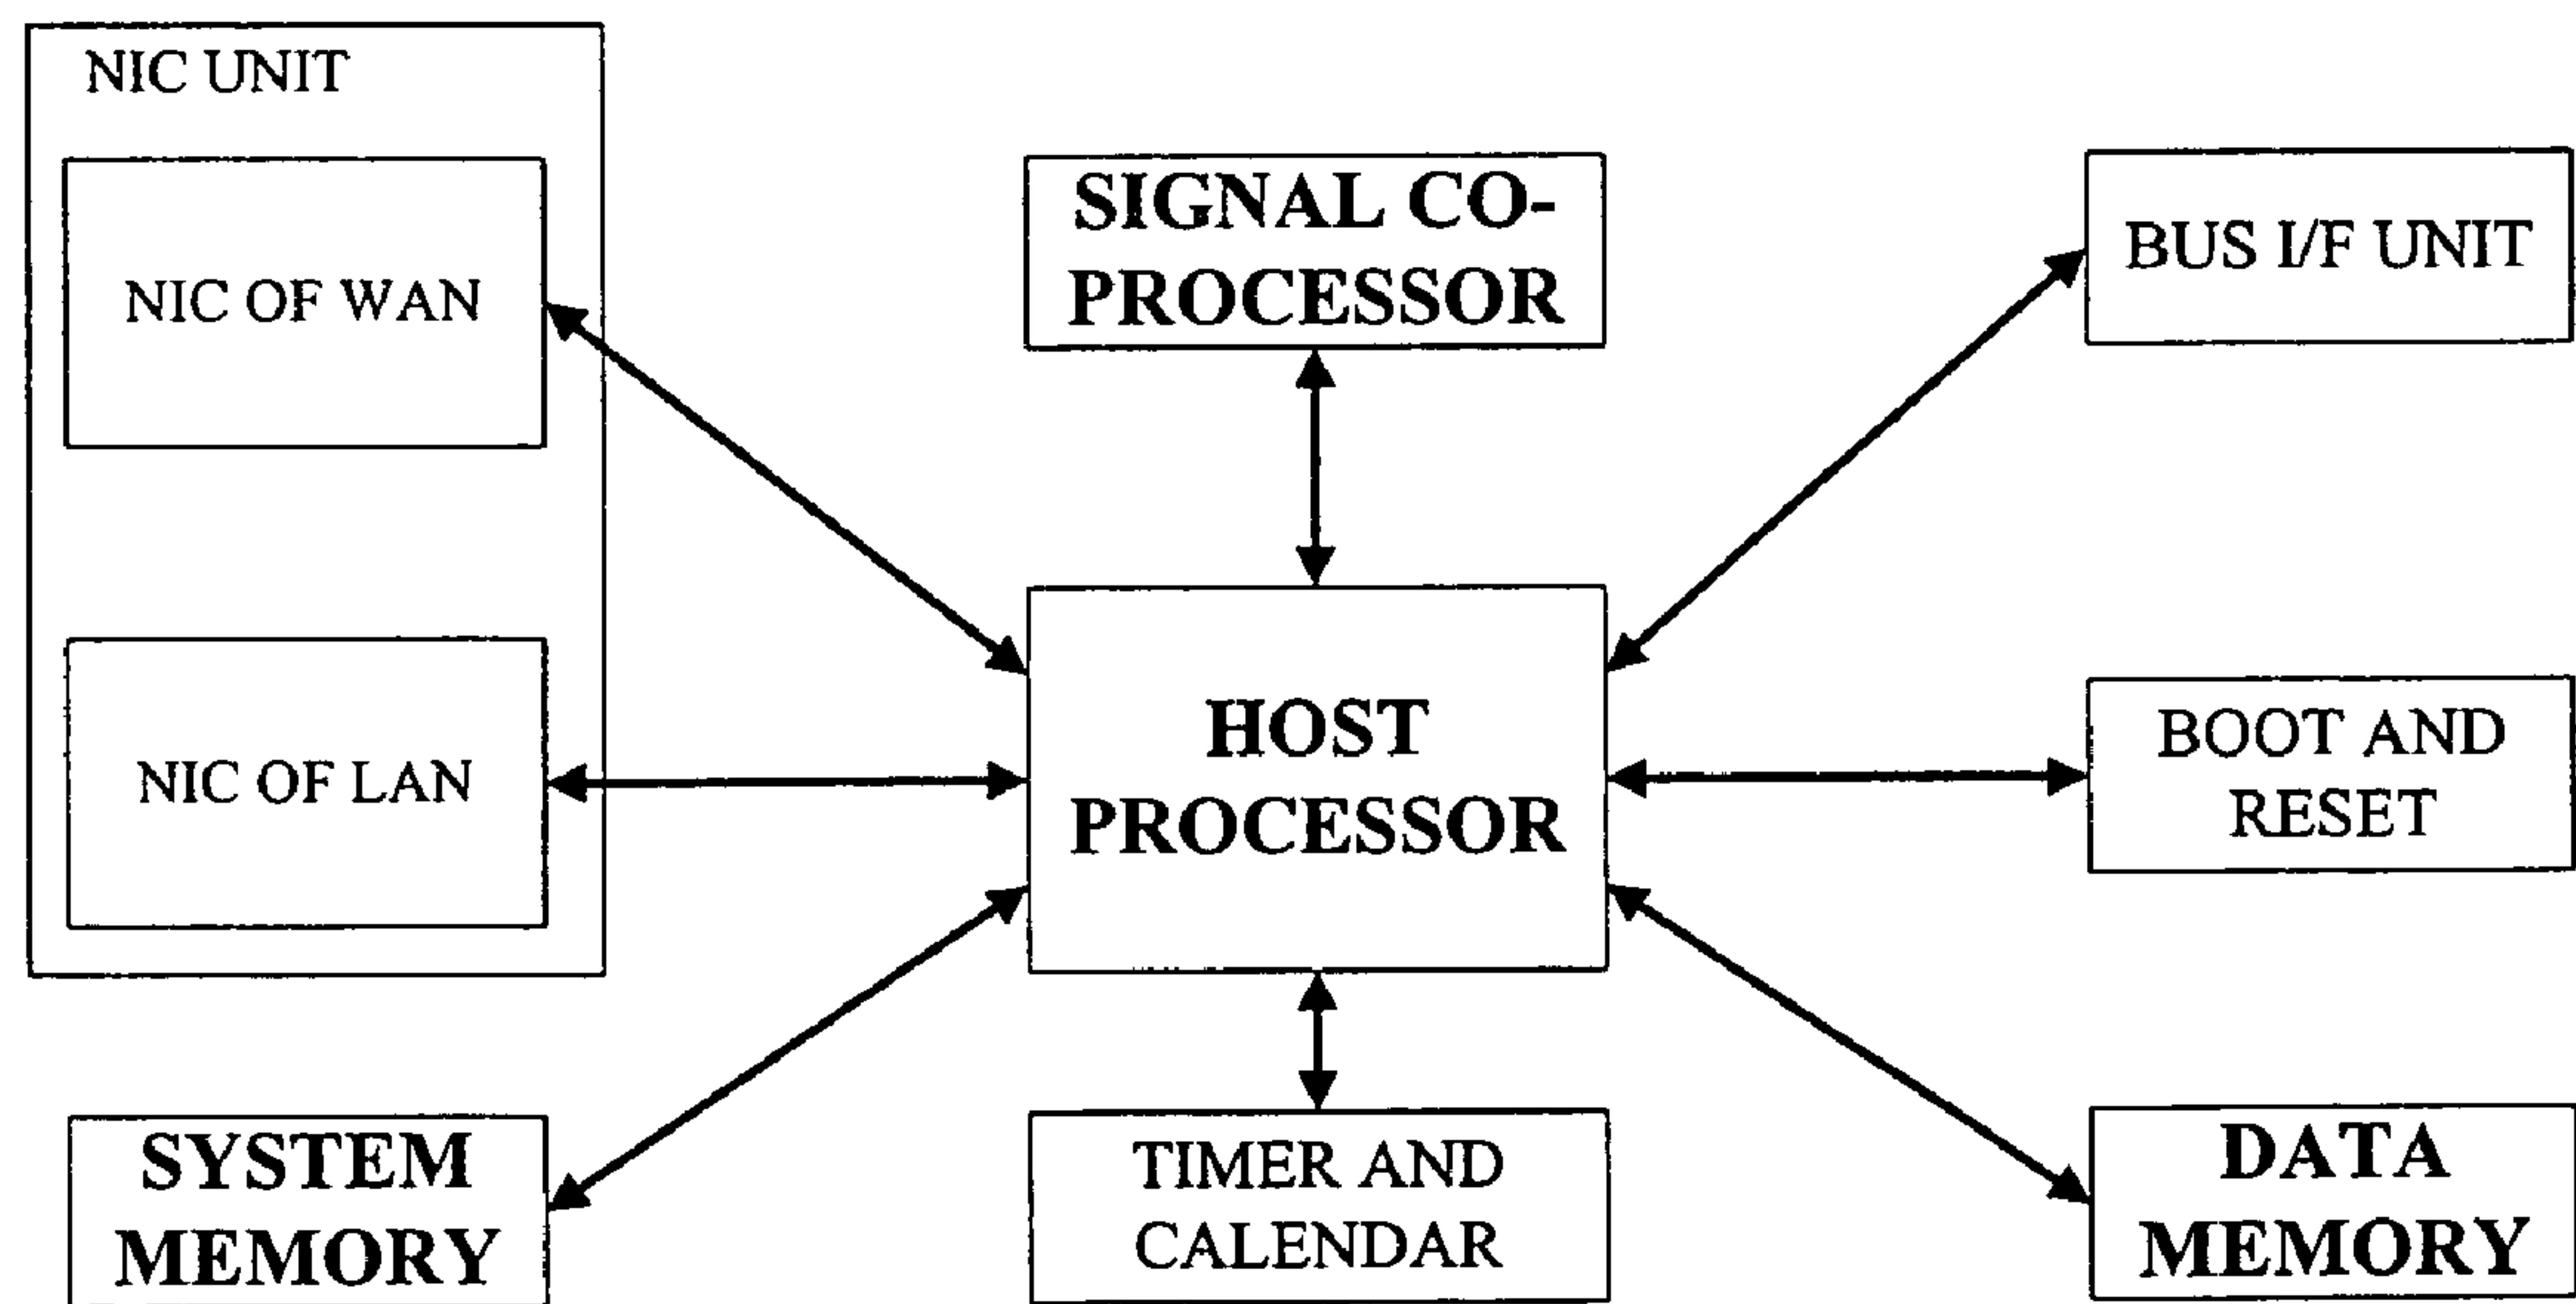 NIC UNIT
NIC OF WAN
NIC OF LAN
SYSTEM
MEMORY
SIGNAL CO-
PROCESSOR
HOST
PROCESSOR
TIMER AND
CALENDAR
BUS I/F UNIT
BOOT AND
RESET
DATA
MEMORY